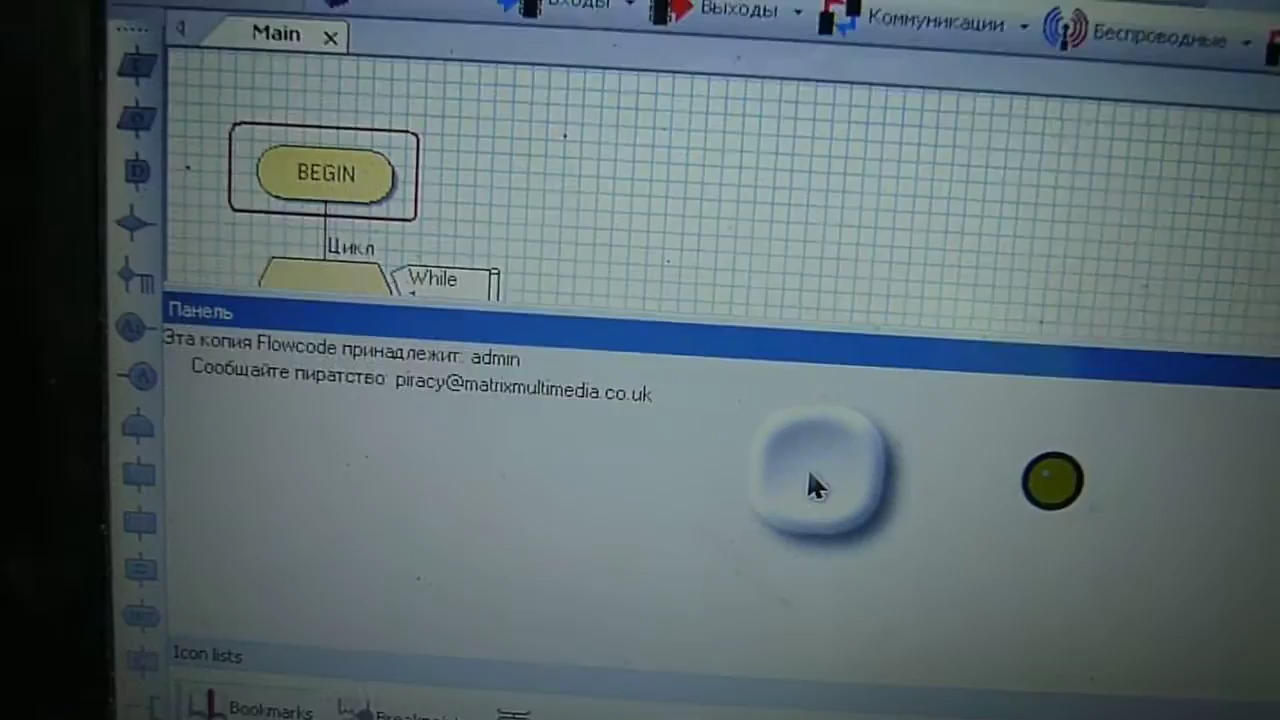 Входы
Выходы
Коммуникации
Беспроводные
Main
BEGIN
Цикл
While
Панель
Эта копия Flowcode принадлежит: admin
Сообщайте пиратство: piracy@matrixmultimedia.co.uk
Icon lists
Bookmarks